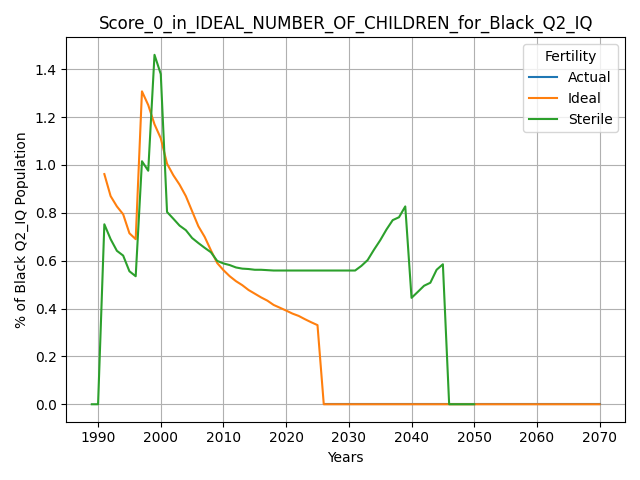 Score_0_in_IDEAL_NUMBER_OF_CHILDREN_for_Black_Q2_IQ
Fertility
Actual
Ideal
Sterile
% of Black Q2_IQ Population
1.4
1.2
1.0
0.8
0.6
0.4
0.2
0.0
1990 2000 2010 2020 2030 2040 2050 2060 2070
Years